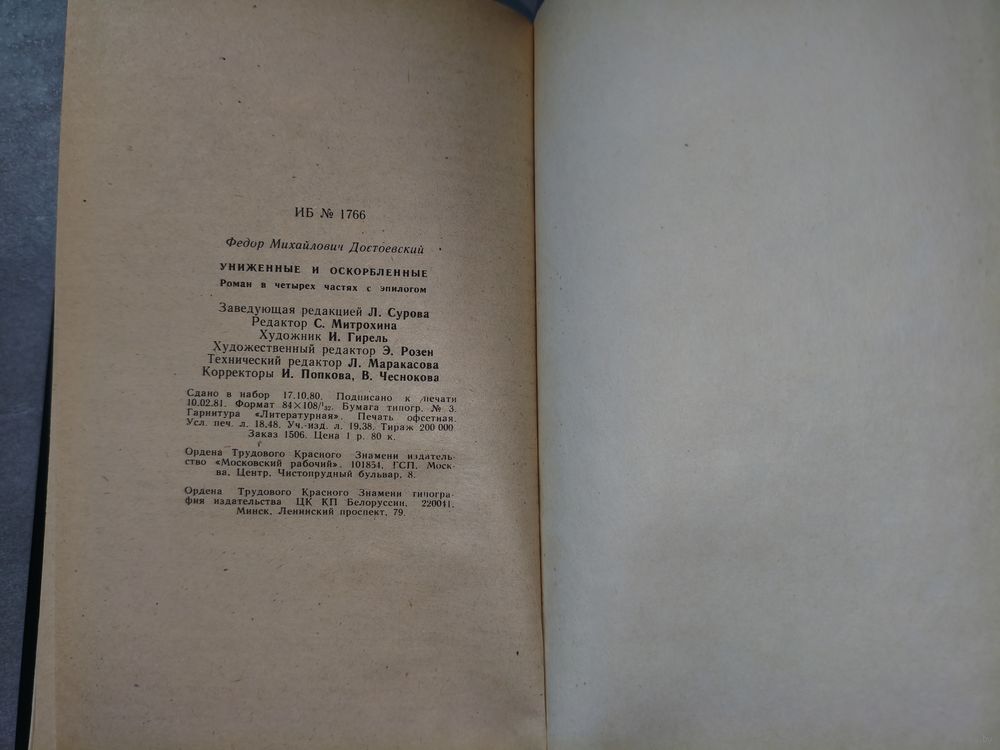 ИБ № 1766
Федор Михайлович Достоевский
УНИЖЕННЫЕ И ОСКОРБЛЕННЫЕ
Роман в четырех частях с эпилогом
Заведующая редакцией Л. Сурова
Редактор С. Митрохина
Художник И. Гирель
Художественный редактор Э. Розен
Технический редактор Л. Маракасова
Корректоры И. Попкова, В. Чеснокова
Сдано в набор 17.10.80. Подписано к печати
10.02.81. Формат 84×108/₃₂. Бумага типогр. № 3.
Гарнитура «Литературная». Печать офсетная.
Усл. печ. л. 18,48. Уч.-изд. л. 19,38. Тираж 200 000
Заказ 1506. Цена 1 р. 80 к.
Ордена Трудового Красного Знамени издатель-
ство «Московский рабочий». 101854, ГСП, Моск-
ва, Центр, Чистопрудный бульвар, 8.
Ордена Трудового Красного Знамени типогра-
фия издательства ЦК КП Белоруссии, 220041,
Минск, Ленинский проспект, 79.